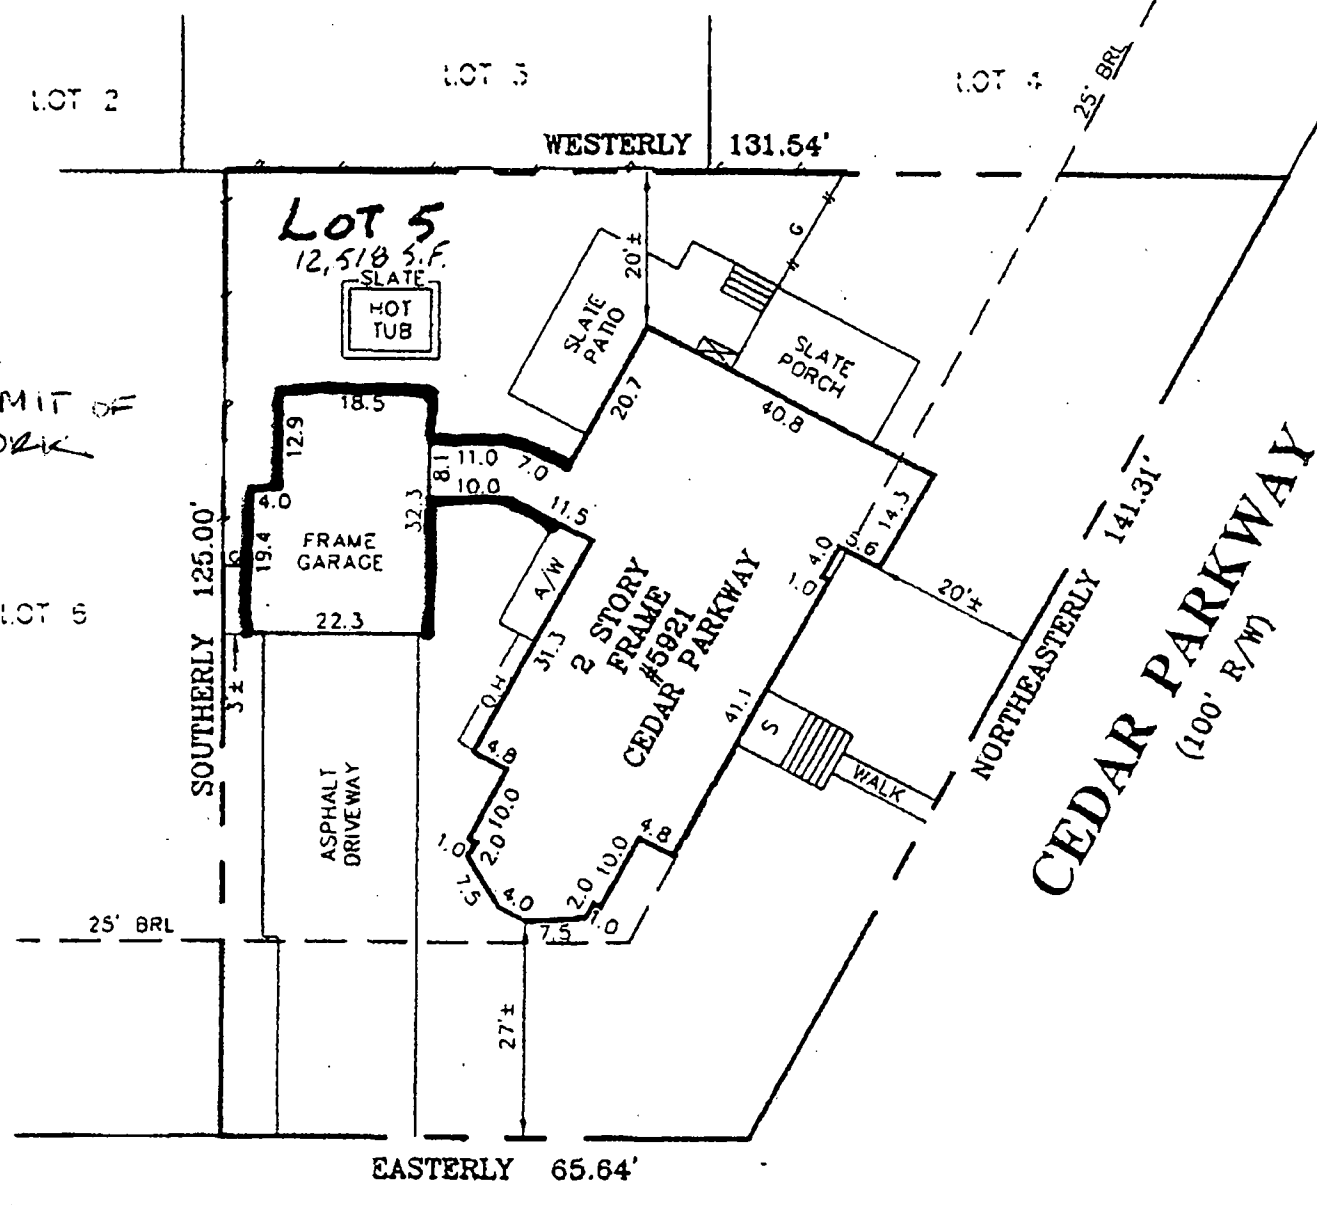 LOT 2
LOT 3
LOT 4
25' BRL
WESTERLY 131.54'
LOT 5
12,518 S.F.
SLATE
HOT
TUB
20'±
SLATE
PATIO
G
SLATE
PORCH
MIT OF
18.5
12.9
20.7
40.8
8.1
11.0
7.0
10.0
4.0
32.3
11.5
14.3
19.4
FRAME
GARAGE
A/W
4.0
5.6
1.0
20'±
22.3
31.3
2 STORY
FRAME
#5921
CEDAR PARKWAY
LOT 6
SOUTHERLY 125.00'
3'±
O.H
41.1
S
WALK
NORTHEASTERLY 141.31'
CEDAR PARKWAY
(100' R/W)
4.8
10.0
1.0
2.0
7.5
4.0
7.5
2.0
1.0
10.0
4.8
ASPHALT
DRIVEWAY
25' BRL
27'±
EASTERLY 65.64'